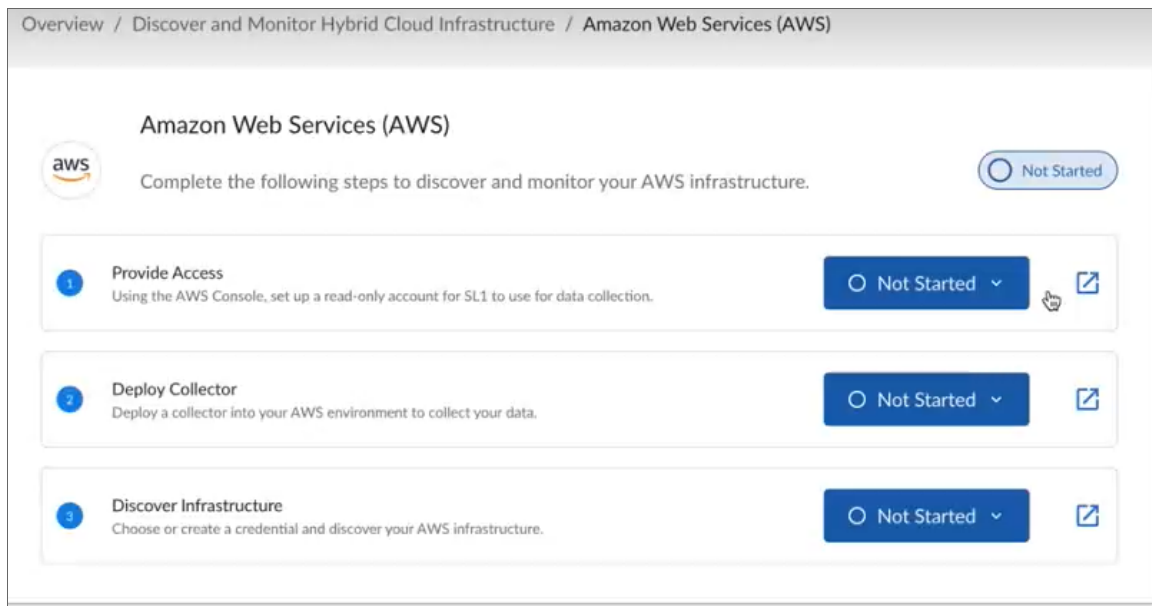 Overview / Discover and Monitor Hybrid Cloud Infrastructure / Amazon Web Services (AWS)
Amazon Web Services (AWS)
aws
Complete the following steps to discover and monitor your AWS infrastructure.
Not Started
1
Provide Access
Using the AWS Console, set up a read-only account for SL1 to use for data collection.
Not Started
2
Deploy Collector
Deploy a collector into your AWS environment to collect your data.
Not Started
3
Discover Infrastructure
Choose or create a credential and discover your AWS infrastructure.
Not Started